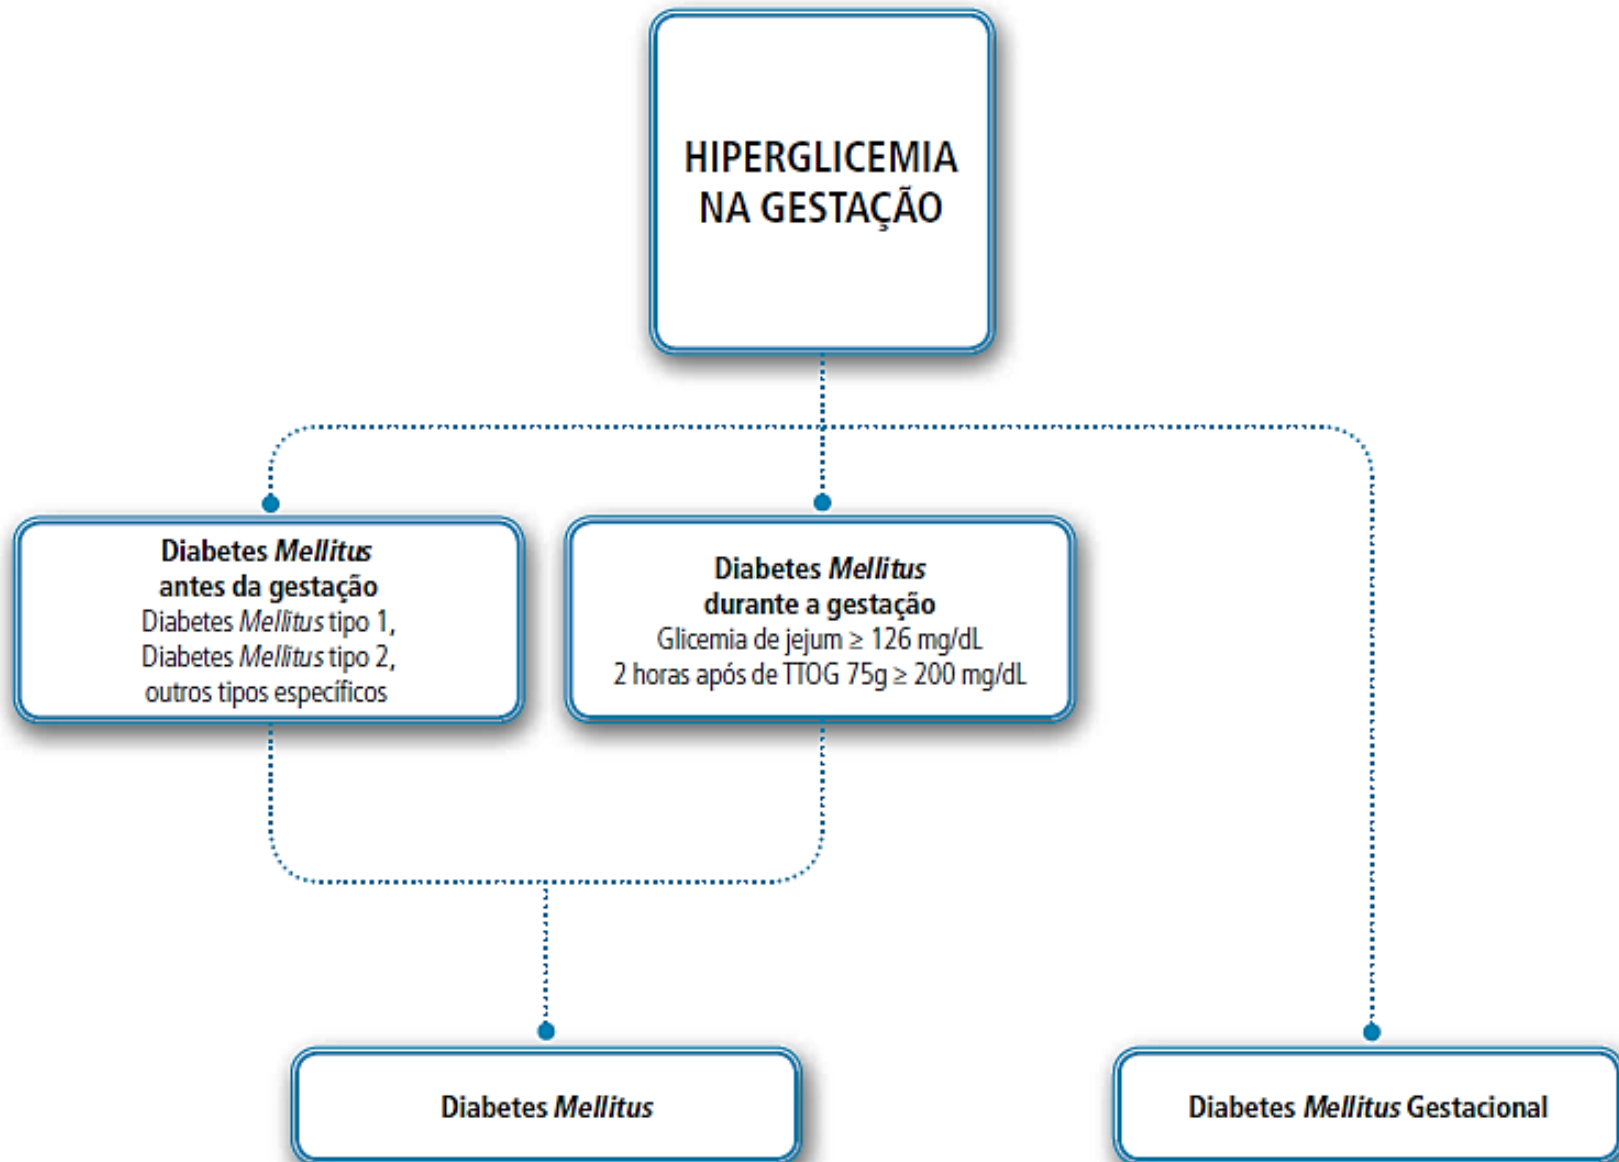 HIPERGLICEMIA
NA GESTAÇÃO
Diabetes Mellitus
antes da gestação
Diabetes Mellitus tipo 1,
Diabetes Mellitus tipo 2,
outros tipos específicos
Diabetes Mellitus
durante a gestação
Glicemia de jejum ≥ 126 mg/dL
2 horas após de TTOG 75g ≥ 200 mg/dL
Diabetes Mellitus
Diabetes Mellitus Gestacional